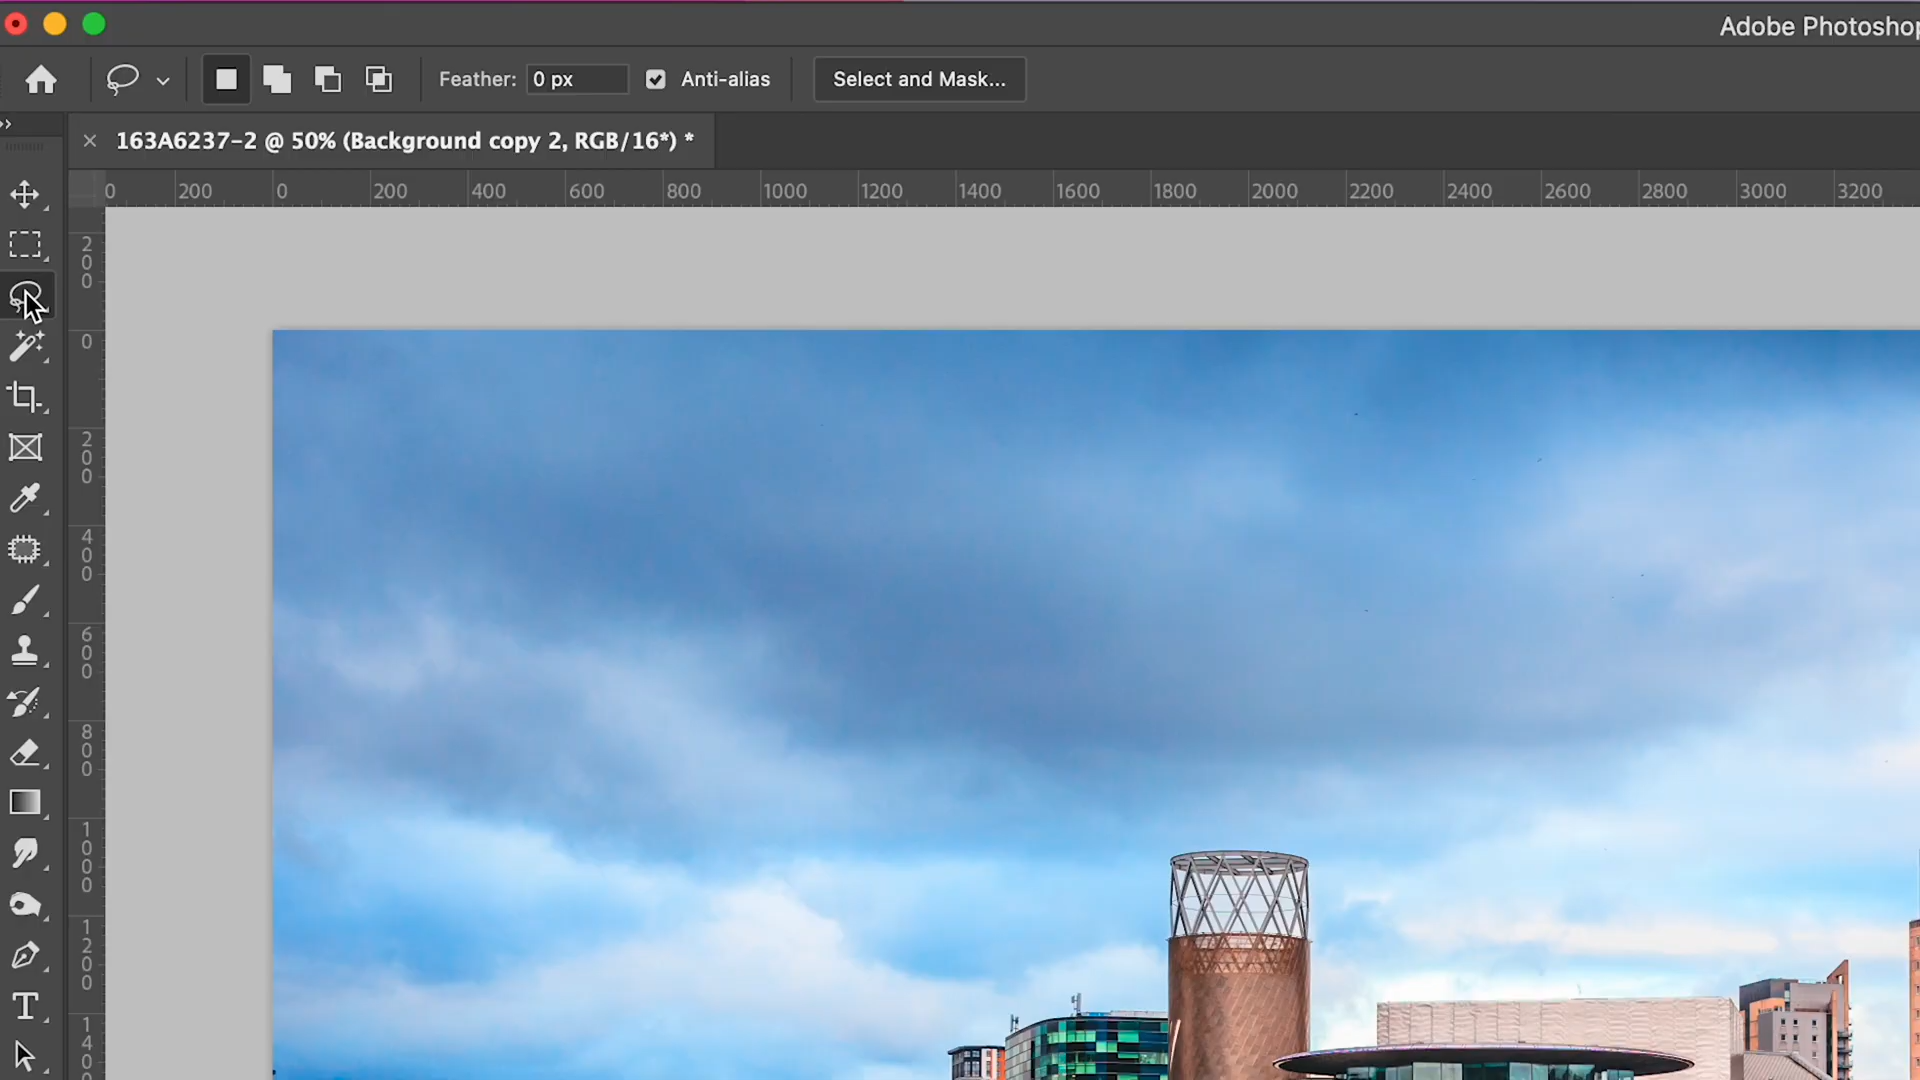 Adobe Photoshop
Feather: 0 px Anti-alias Select and Mask...
163A6237-2 @ 50% (Background copy 2, RGB/16*) *
0 200 0 200 400 600 800 1000 1200 1400 1600 1800 2000 2200 2400 2600 2800 3000 3200
200
0
200
400
600
800
1000
1200
140